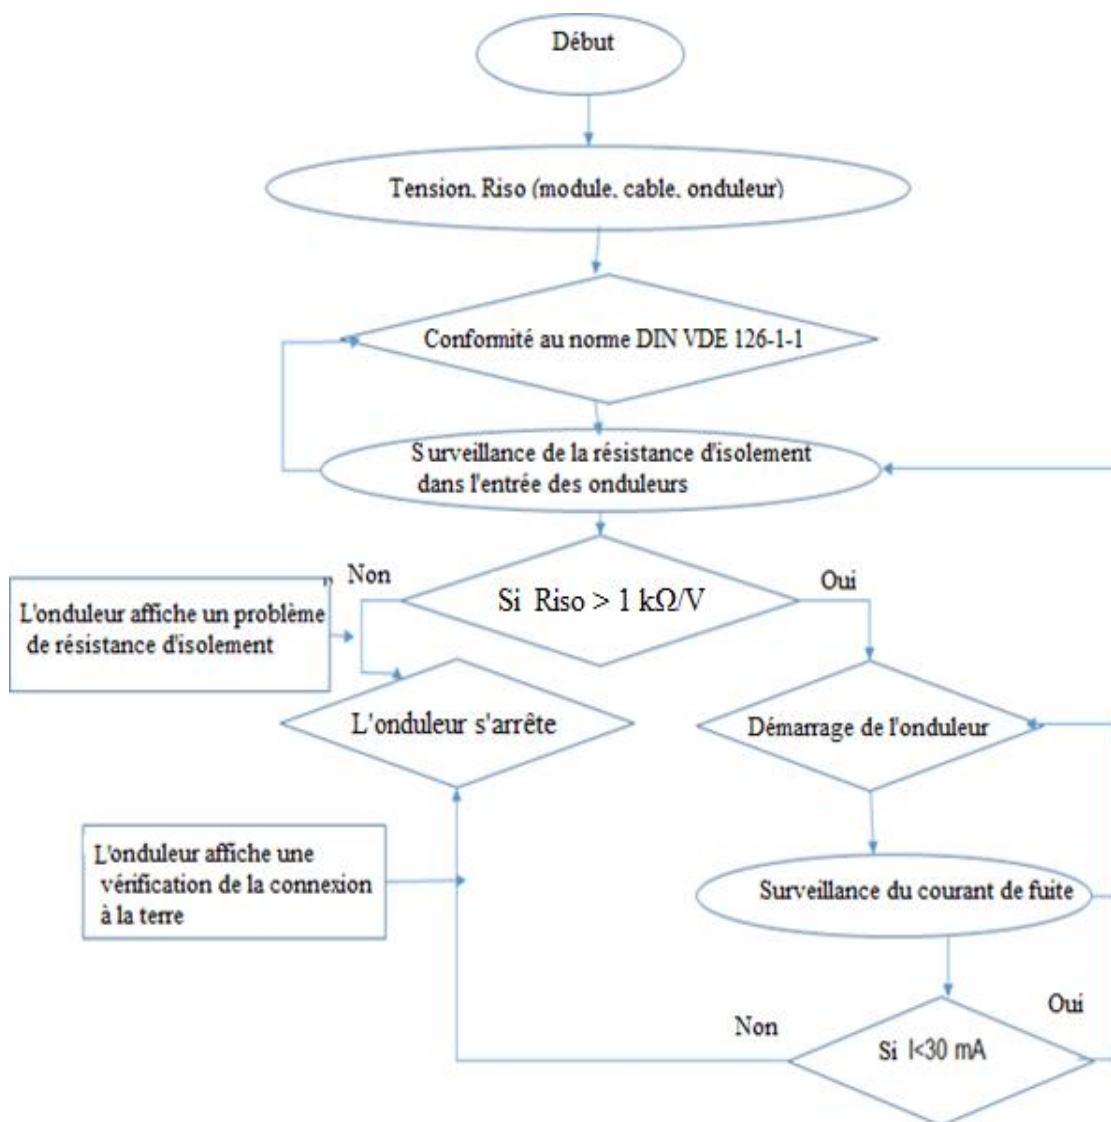 Début
Tension, Riso (module, cable, onduleur)
Conformité au norme DIN VDE 126-1-1
Surveillance de la résistance d'isolement
dans l'entrée des onduleurs
Non
Si Riso > 1 kΩ/V
Oui
L'onduleur affiche un problème
de résistance d'isolement
L'onduleur s'arrête
Démarrage de l'onduleur
L'onduleur affiche une
vérification de la connexion
à la terre
Surveillance du courant de fuite
Non
Si I<30 mA
Oui